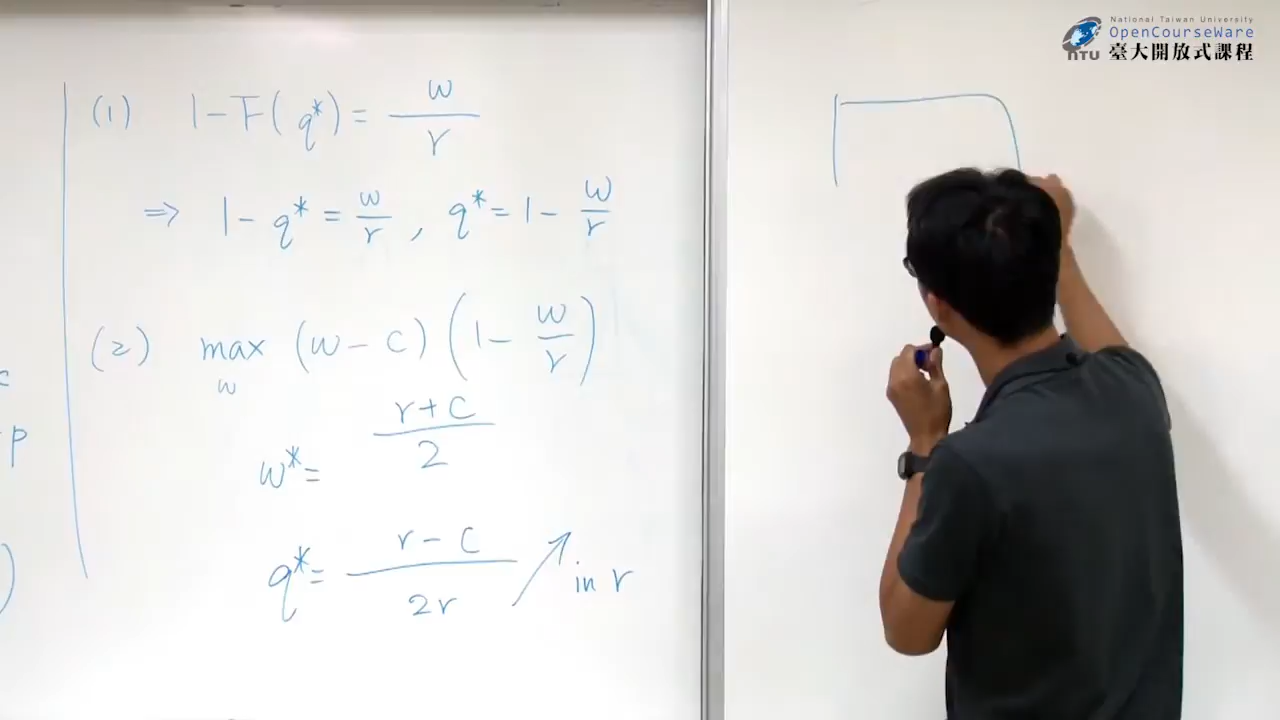 National Taiwan University
OpenCourseWare
臺大開放式課程
NTU
(1) 1-F(q*) = w/r
⇒ 1-q* = w/r , q* = 1 - w/r
(2) max (w-c)(1 - w/r)
w
w* = r+c/2
q* = r-c/2r ↗ in r
c
p
)